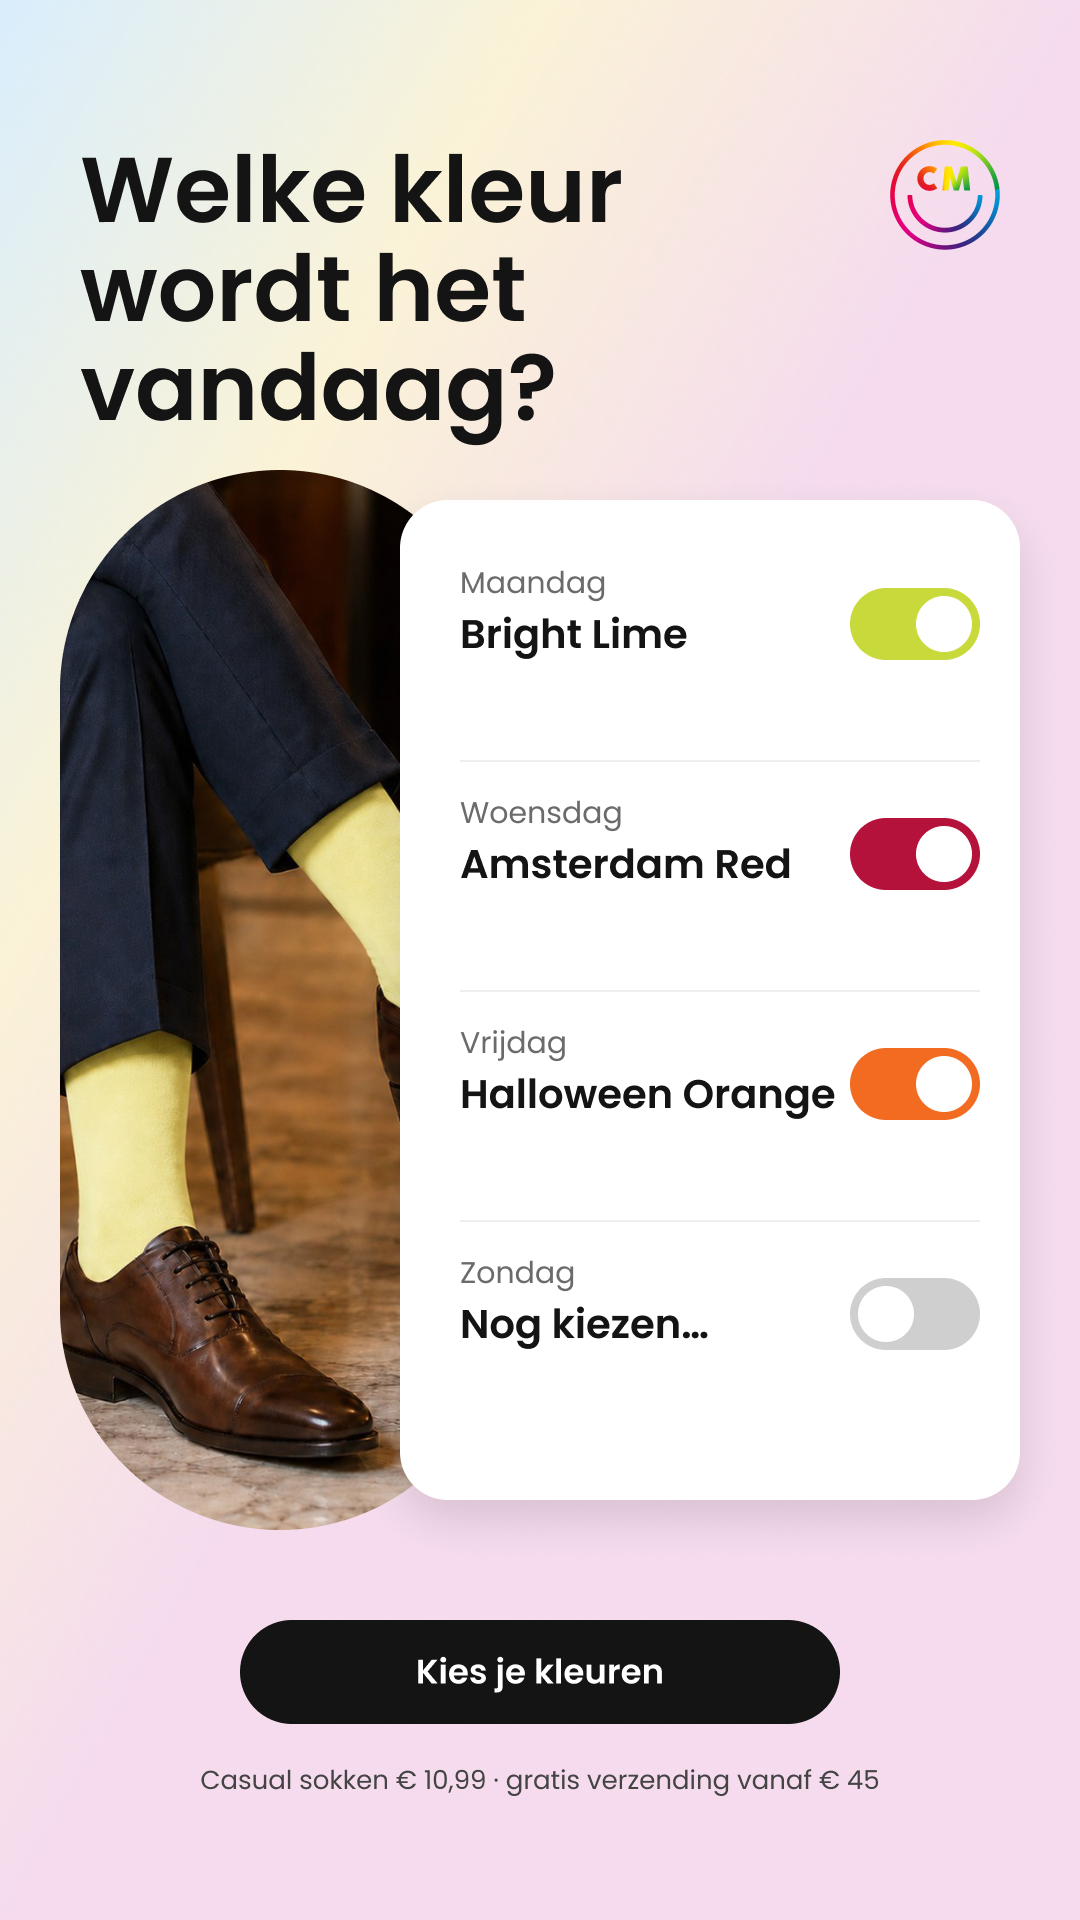 Welke kleur
wordt het
vandaag?
CM
Maandag
Bright Lime
Woensdag
Amsterdam Red
Vrijdag
Halloween Orange
Zondag
Nog kiezen...
Kies je kleuren
Casual sokken € 10,99 · gratis verzending vanaf € 45